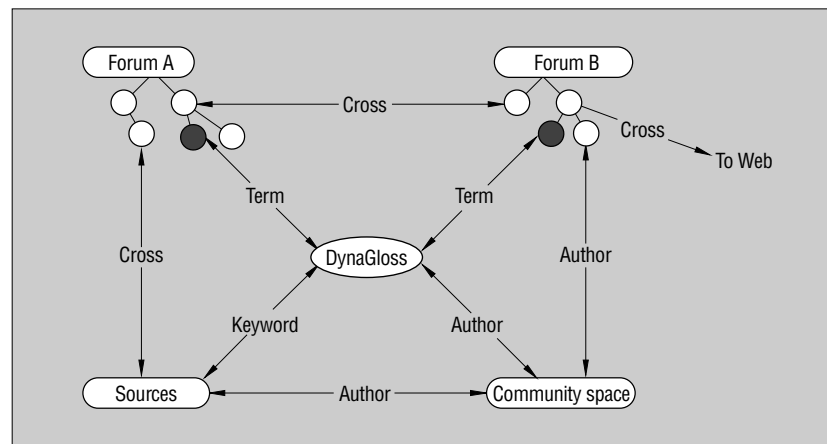 Forum A
Forum B
Cross
Cross
To Web
Term
Term
Cross
DynaGloss
Author
Keyword
Author
Sources
Author
Community space